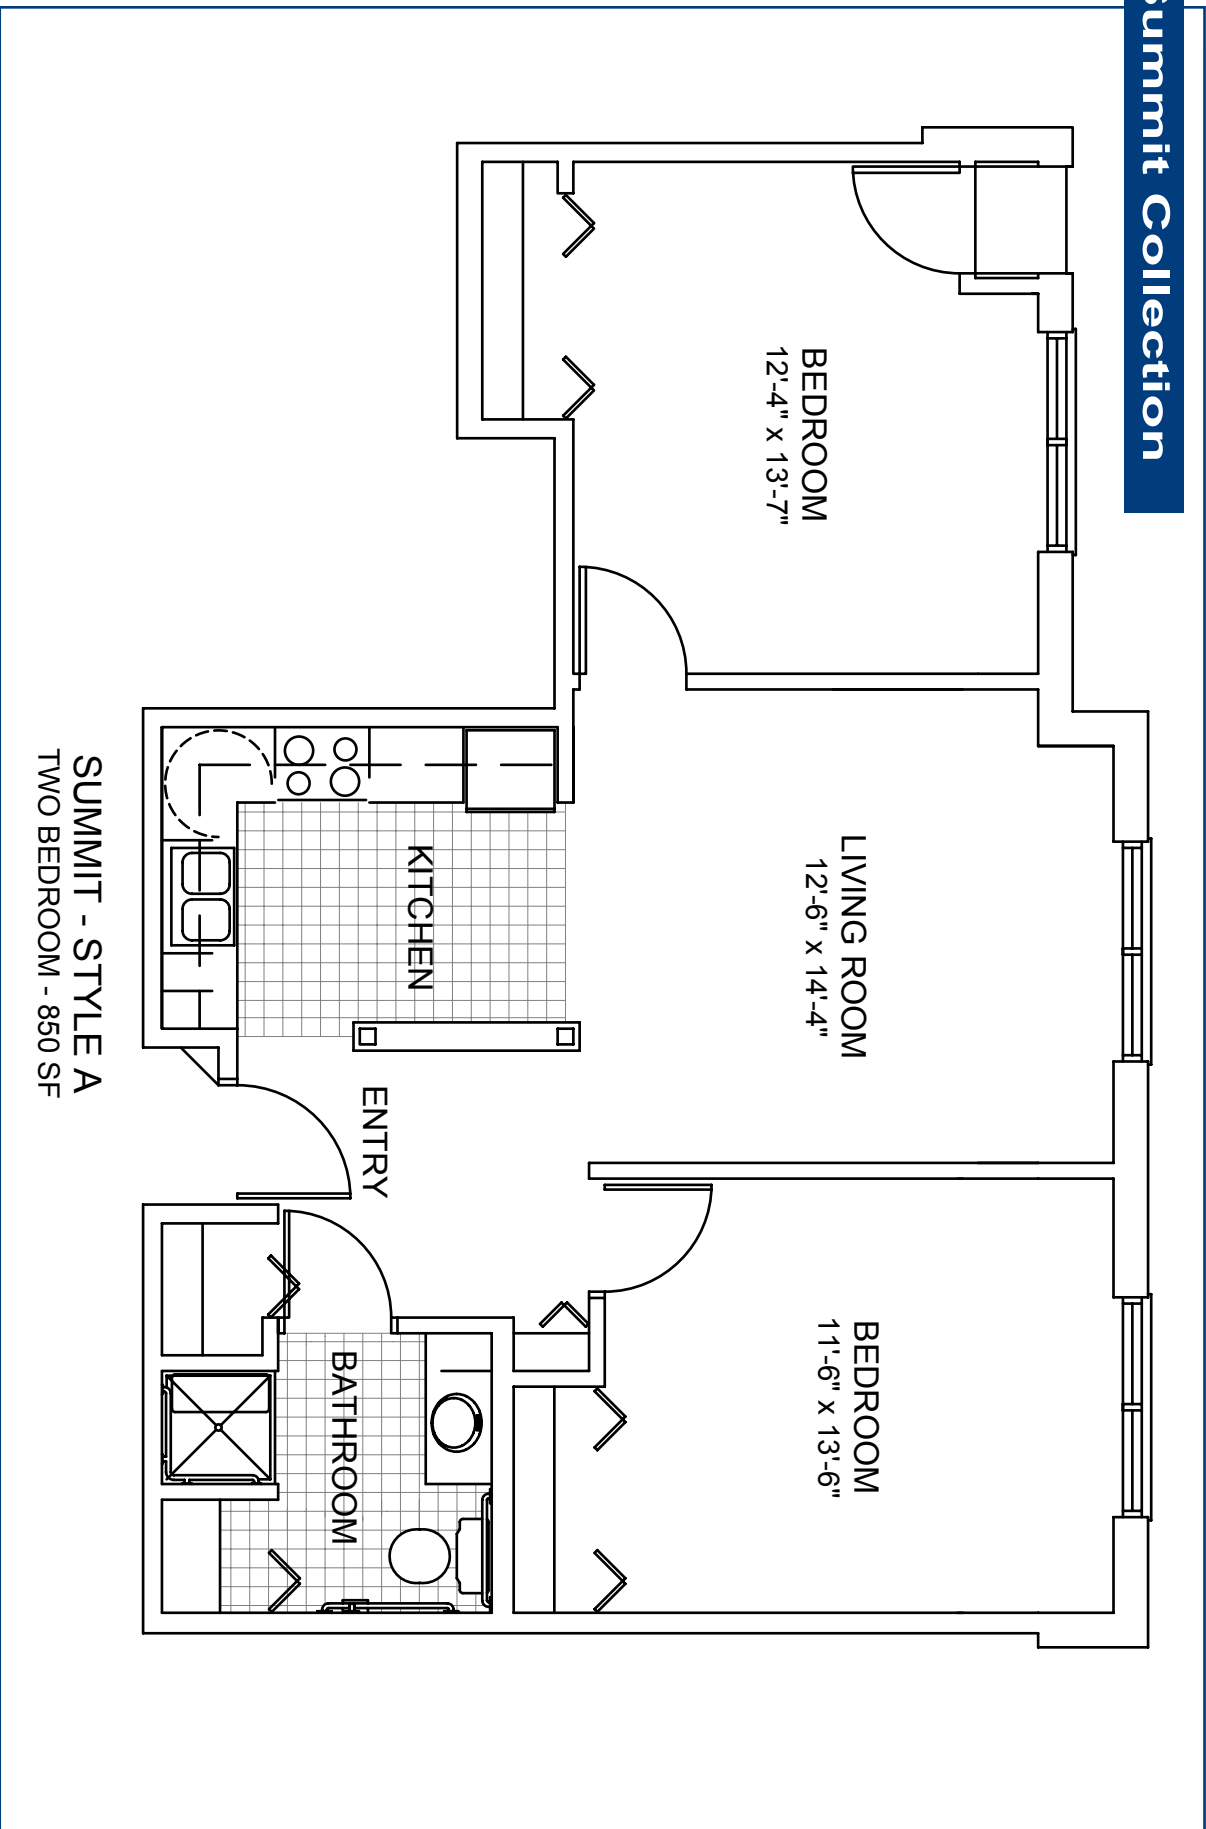 Summit Collection
BEDROOM
12'-4" x 13'-7"
LIVING ROOM
12'-6" x 14'-4"
BEDROOM
11'-6" x 13'-6"
KITCHEN
ENTRY
BATHROOM
SUMMIT - STYLE A
TWO BEDROOM - 850 SF